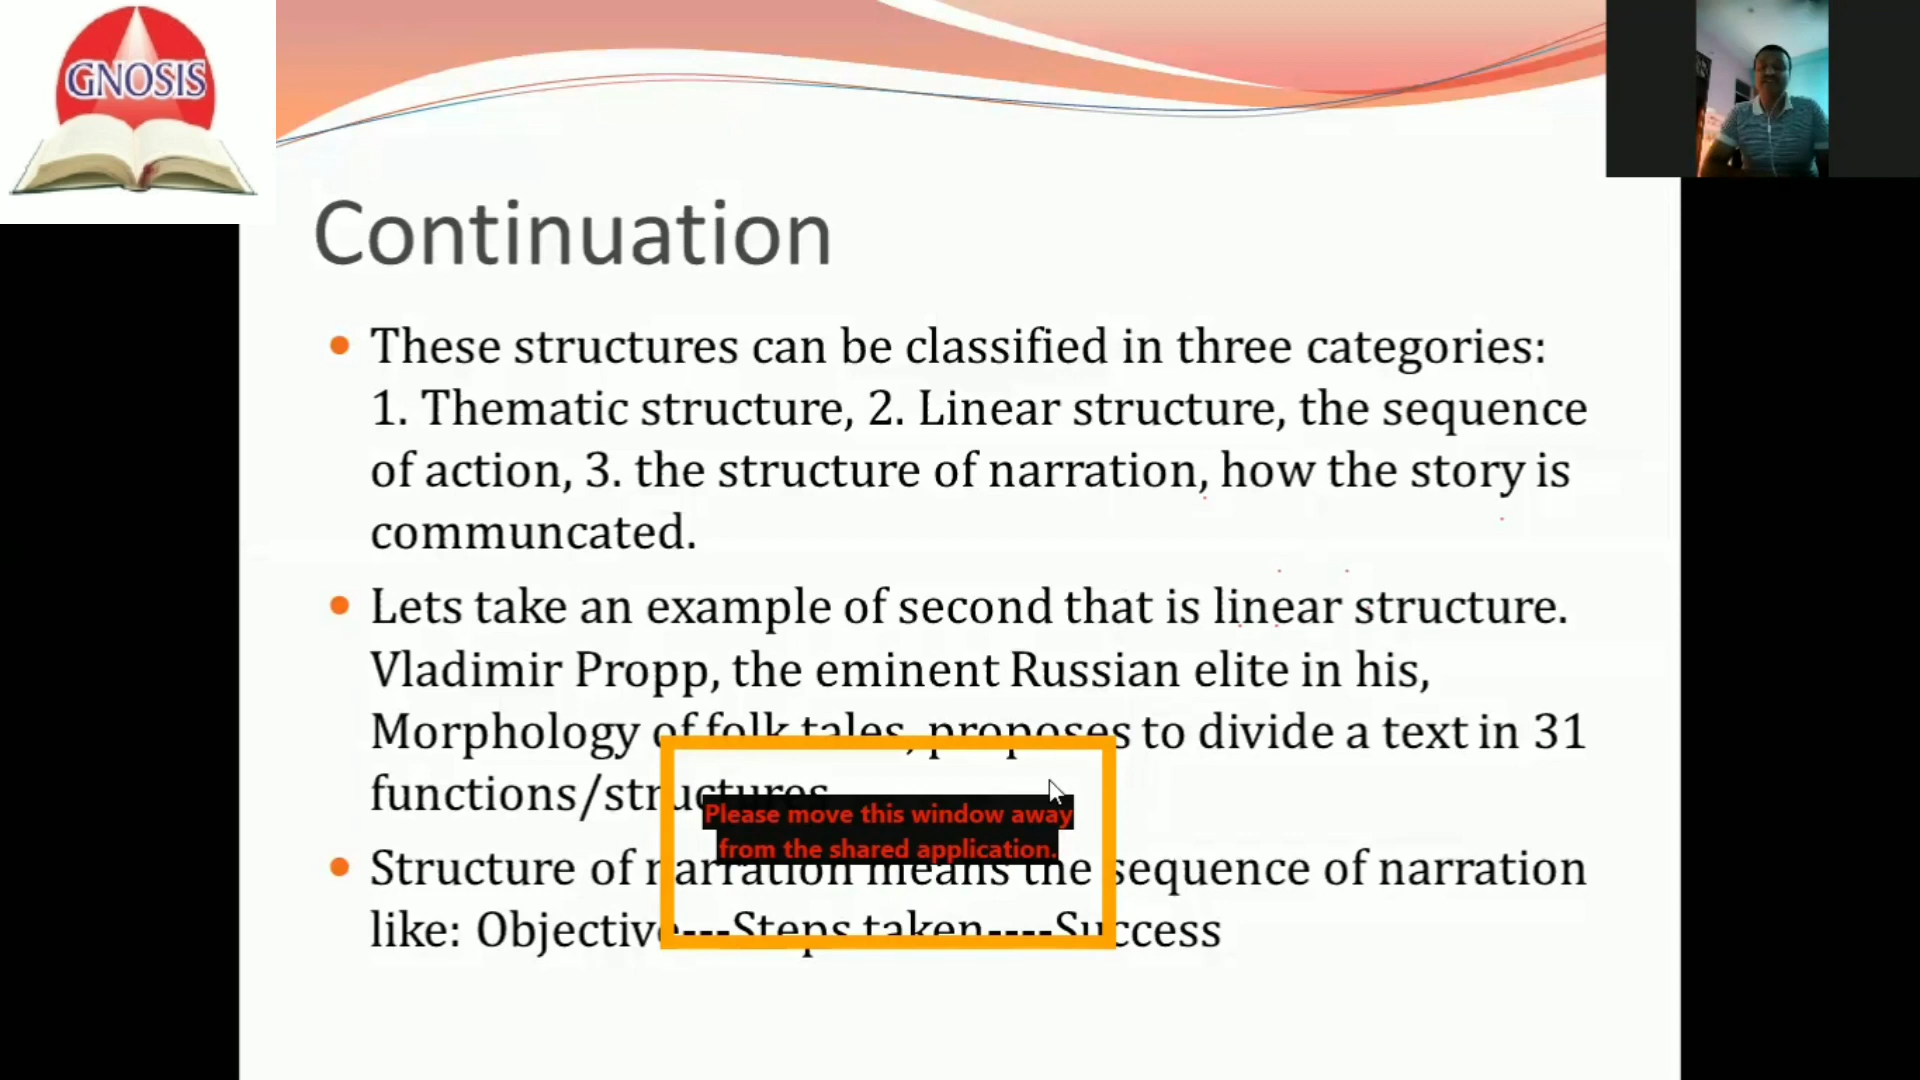 GNOSIS
Continuation
These structures can be classified in three categories:
1. Thematic structure, 2. Linear structure, the sequence
of action, 3. the structure of narration, how the story is
communcated.
Lets take an example of second that is linear structure.
Vladimir Propp, the eminent Russian elite in his,
Morphology of folk tales, proposes to divide a text in 31
functions/structures
Please move this window away
from the shared application.
Structure of narration means the sequence of narration
like: Objective---Steps taken----Success